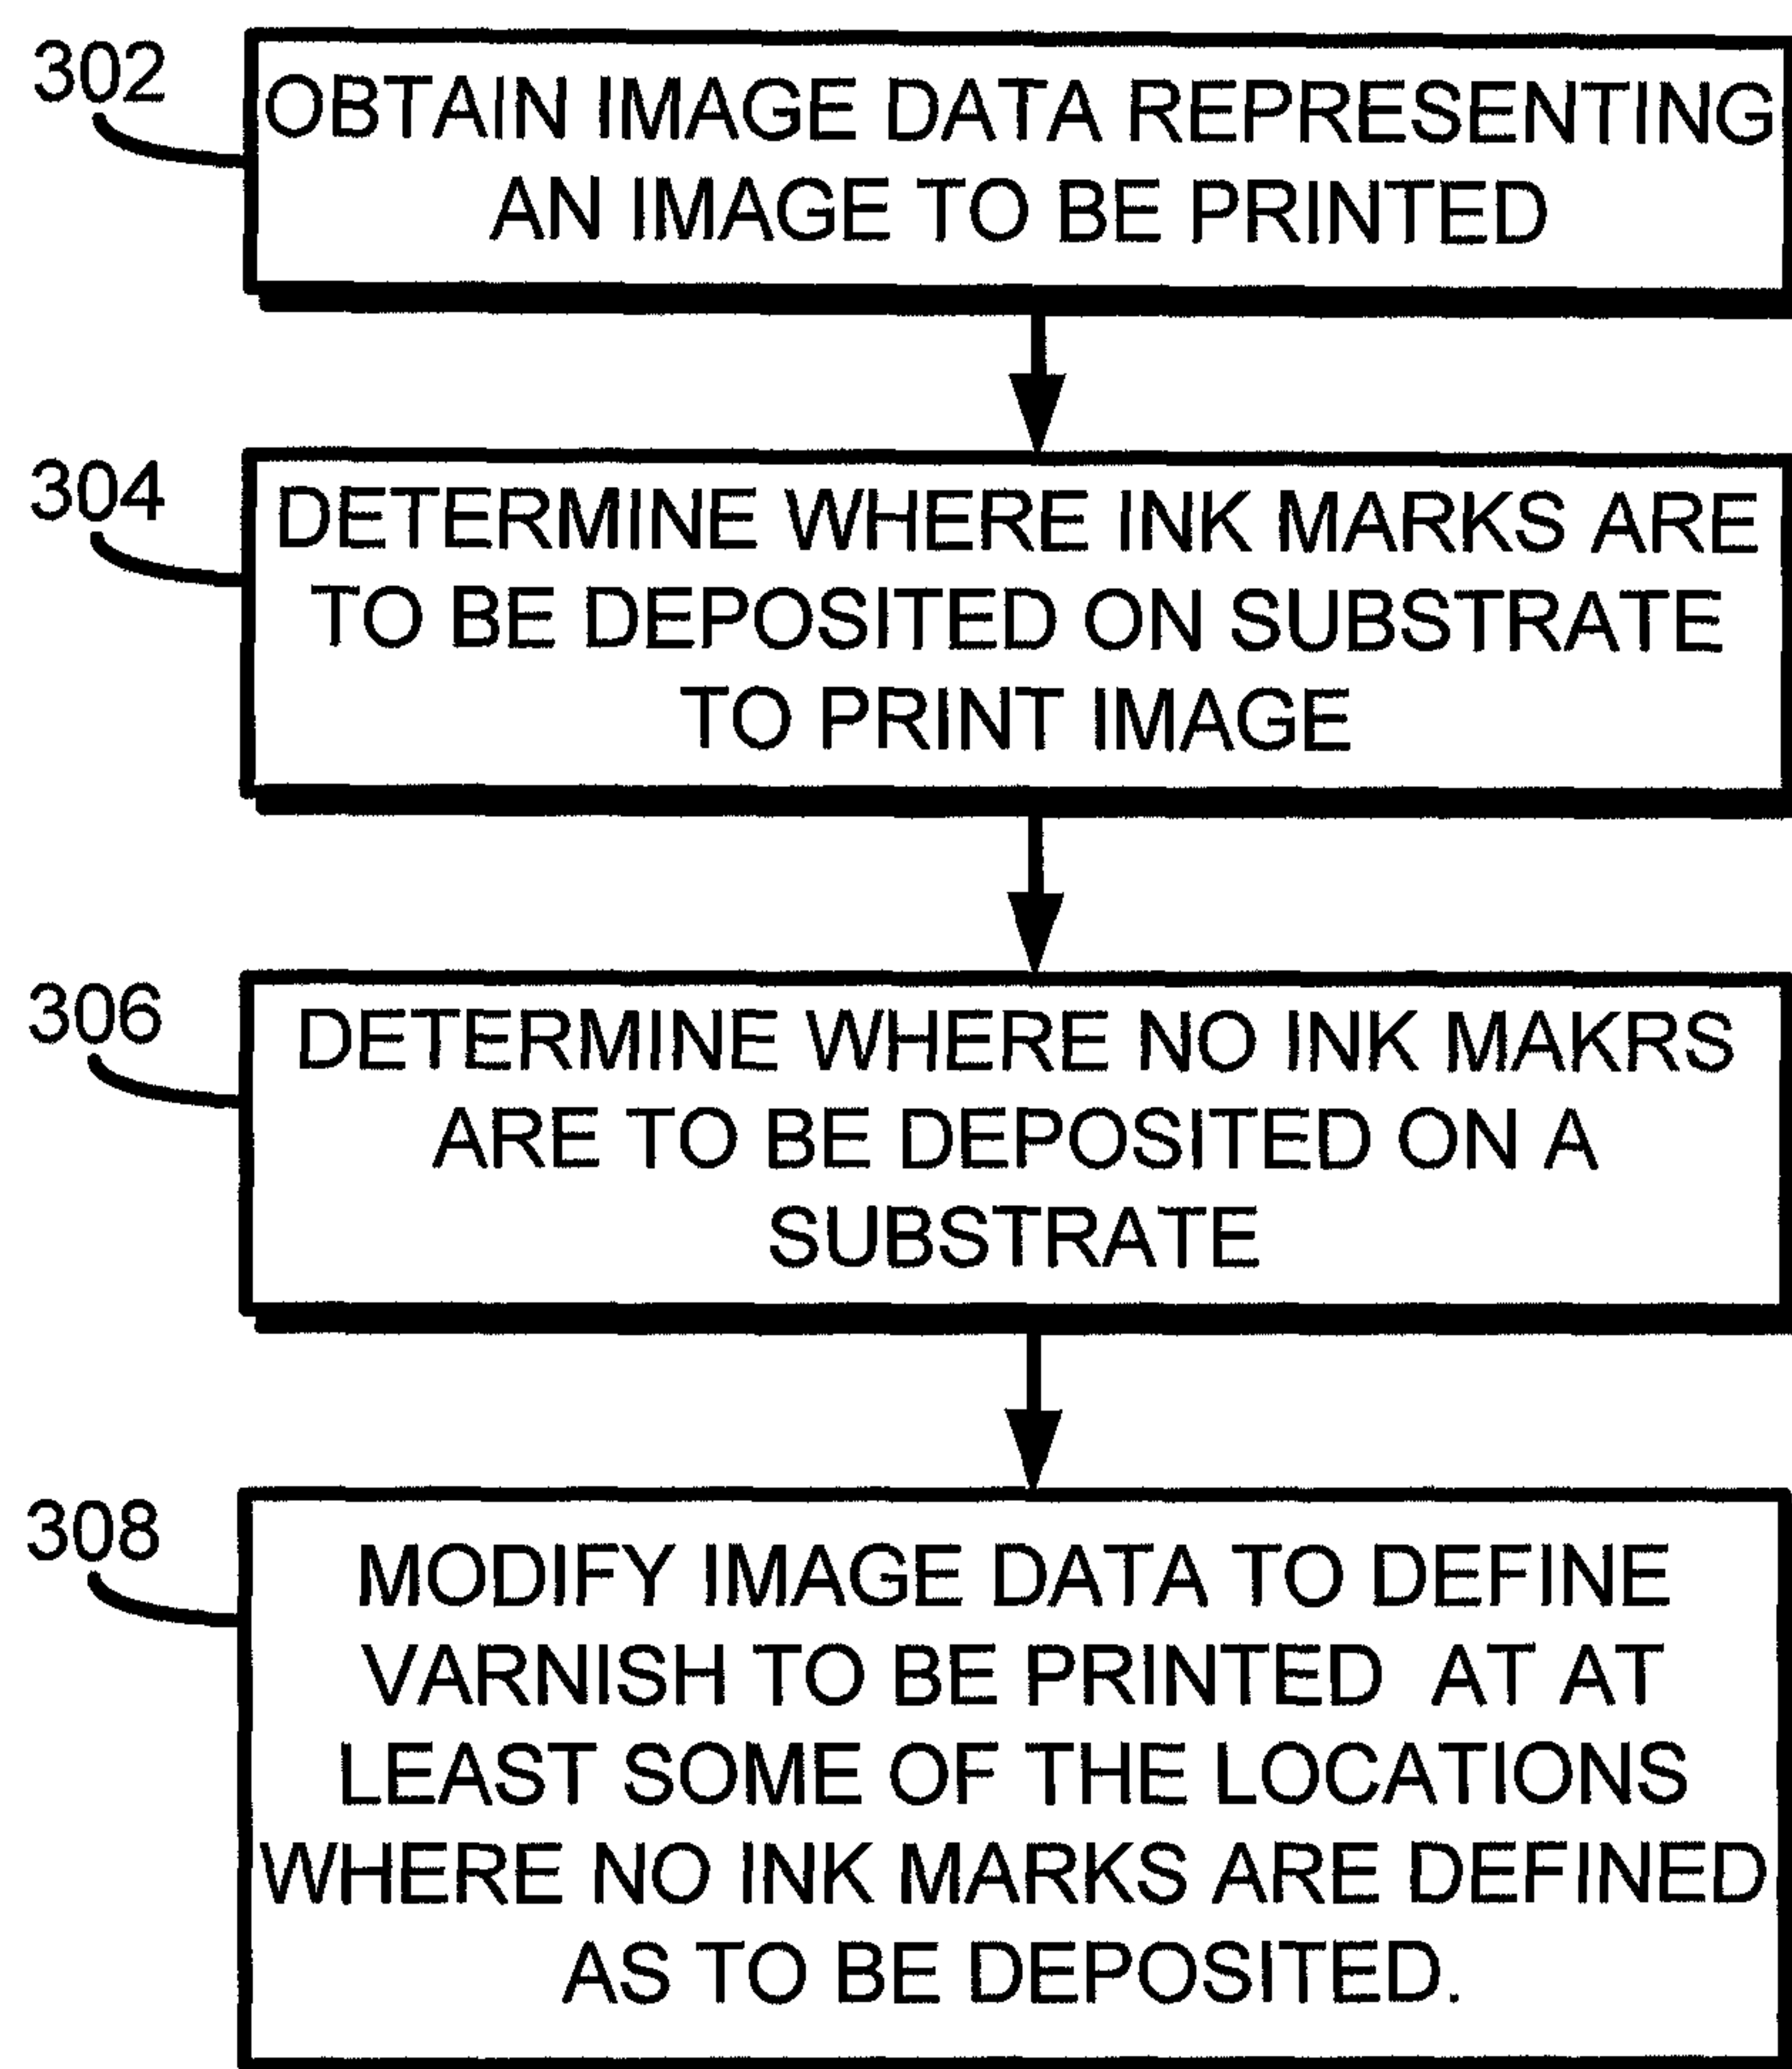 302
OBTAIN IMAGE DATA REPRESENTING
AN IMAGE TO BE PRINTED
304
DETERMINE WHERE INK MARKS ARE
TO BE DEPOSITED ON SUBSTRATE
TO PRINT IMAGE
306
DETERMINE WHERE NO INK MAKRS
ARE TO BE DEPOSITED ON A
SUBSTRATE
308
MODIFY IMAGE DATA TO DEFINE
VARNISH TO BE PRINTED AT AT
LEAST SOME OF THE LOCATIONS
WHERE NO INK MARKS ARE DEFINED
AS TO BE DEPOSITED.